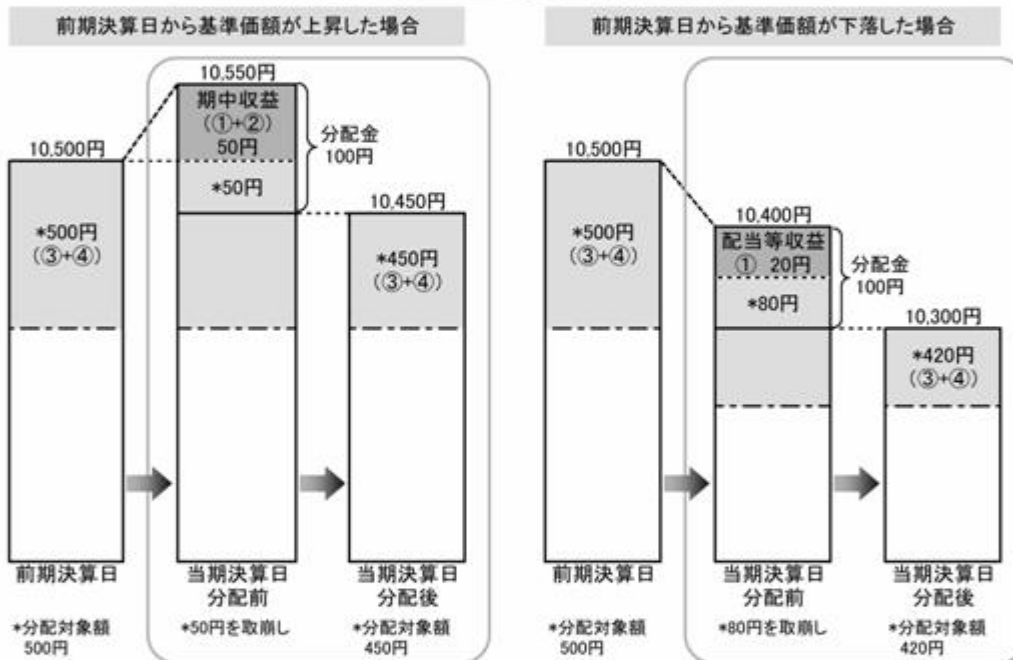 前期決算日から基準価額が上昇した場合
10,550円
期中収益
(①+②)
50円
分配金
100円
10,500円
*50円
10,450円
*500円
(③+④)
*450円
(③+④)
前期決算日
当期決算日
分配前
当期決算日
分配後
*分配対象額
500円
*50円を取崩し
*分配対象額
450円
前期決算日から基準価額が下落した場合
10,500円
10,400円
配当等収益
① 20円
分配金
100円
*500円
(③+④)
*80円
10,300円
*420円
(③+④)
前期決算日
当期決算日
分配前
当期決算日
分配後
*分配対象額
500円
*80円を取崩し
*分配対象額
420円